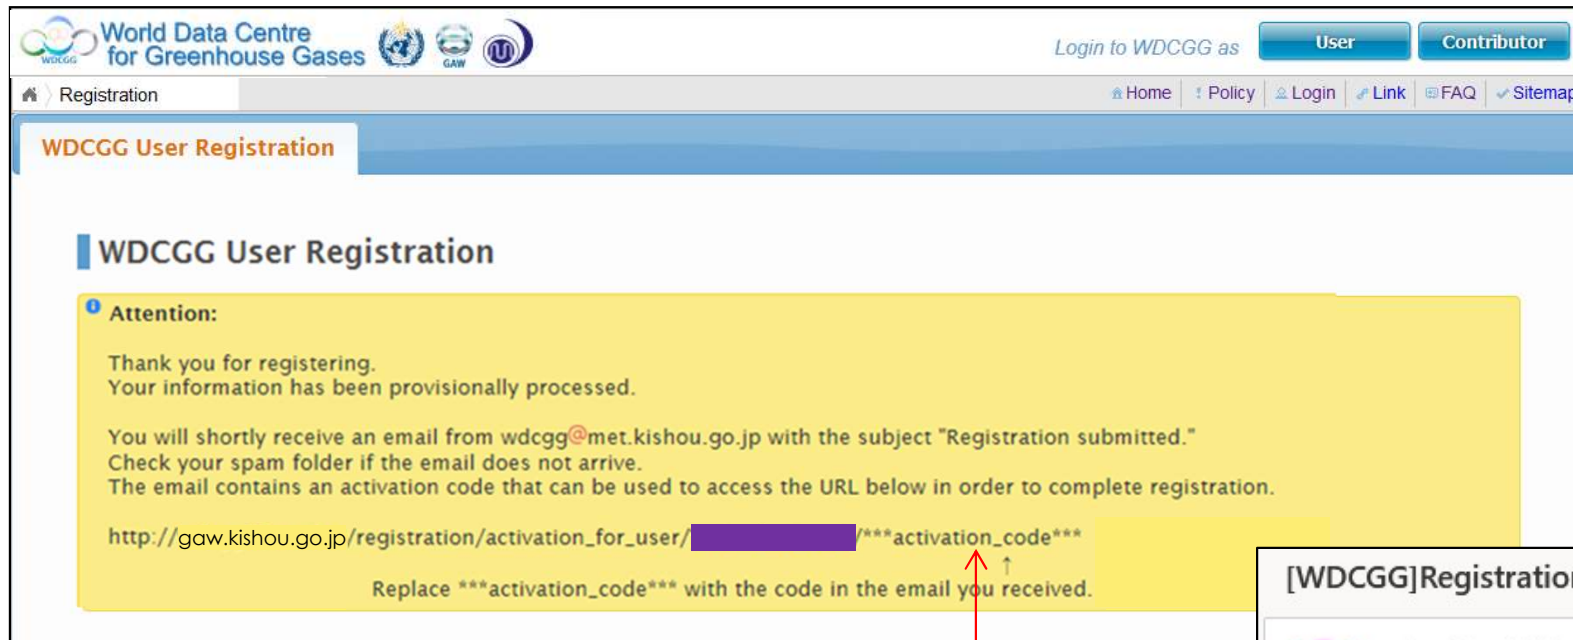 World Data Centre
for Greenhouse Gases
WDCGG
GAW
Login to WDCGG as
User
Contributor
Registration
Home
Policy
Login
Link
FAQ
Sitemap
WDCGG User Registration
WDCGG User Registration
Attention:
Thank you for registering.
Your information has been provisionally processed.
You will shortly receive an email from wdcgg@met.kishou.go.jp with the subject "Registration submitted."
Check your spam folder if the email does not arrive.
The email contains an activation code that can be used to access the URL below in order to complete registration.
http://gaw.kishou.go.jp/registration/activation_for_user/ /***activation_code***
↑
Replace ***activation_code*** with the code in the email you received.
[WDCGG]Registration